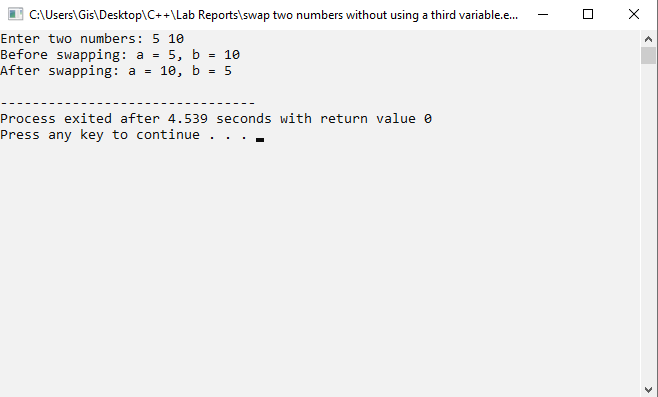 C:\Users\Gis\Desktop\C++\Lab Reports\swap two numbers without using a third variable.e...
Enter two numbers: 5 10
Before swapping: a = 5, b = 10
After swapping: a = 10, b = 5
--------------------------------
Process exited after 4.539 seconds with return value 0
Press any key to continue . . .